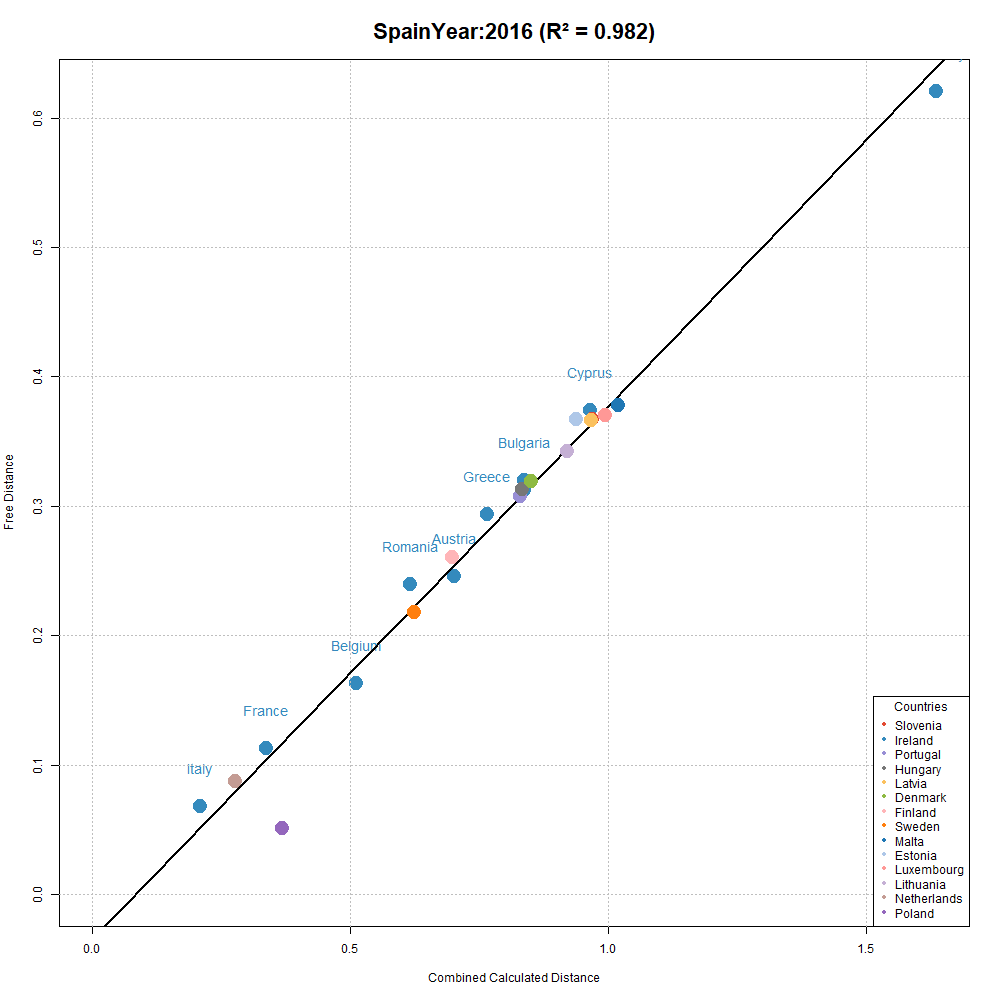 SpainYear:2016 (R² = 0.982)
Free Distance
0.6
0.5
0.4
0.3
0.2
0.1
0.0
Cyprus
Bulgaria
Greece
Austria
Romania
Belgium
France
Italy
Countries
Slovenia
Ireland
Portugal
Hungary
Latvia
Denmark
Finland
Sweden
Malta
Estonia
Luxembourg
Lithuania
Netherlands
Poland
0.0 0.5 1.0 1.5
Combined Calculated Distance